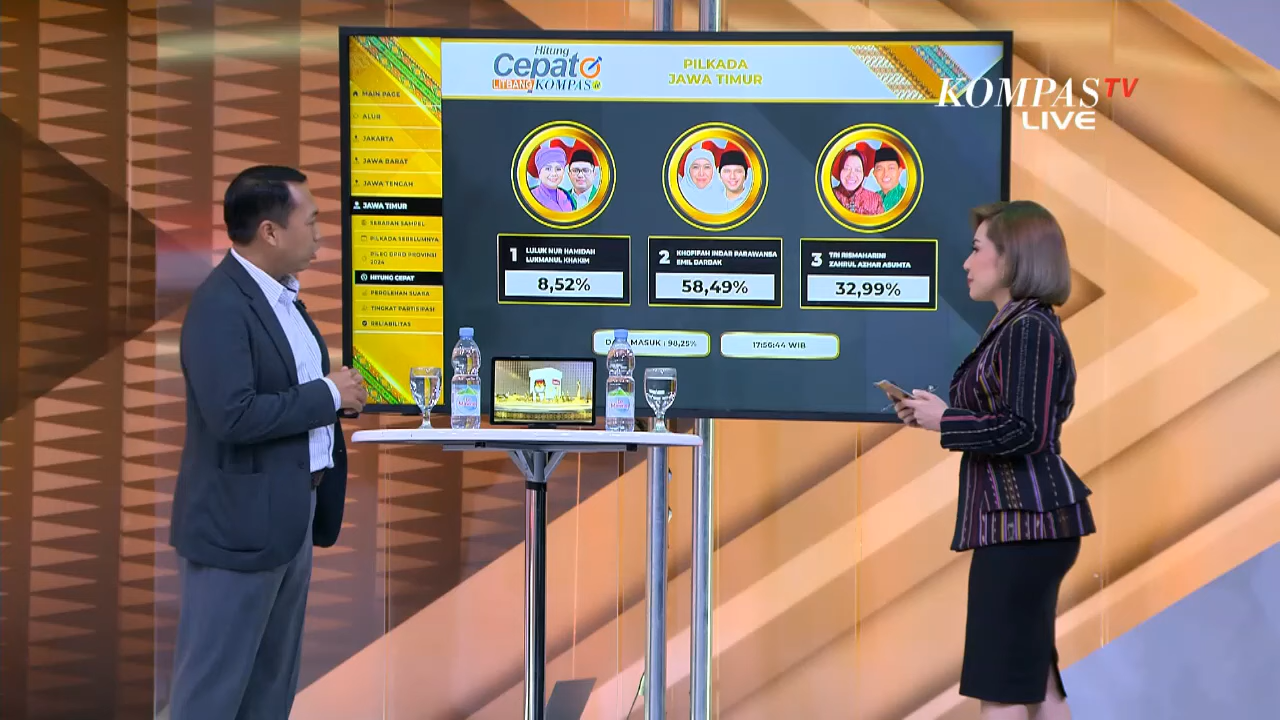 Hitung
Cepat
LITBANG KOMPAS
PILKADA
JAWA TIMUR
KOMPAS TV
LIVE
MAIN PAGE
ALUR
JAKARTA
JAWA BARAT
JAWA TENGAH
JAWA TIMUR
SEBARAN SAMPEL
PILKADA SEBELUMNYA
PILEG DPRD PROVINSI
2024
HITUNG CEPAT
PEROLEHAN SUARA
TINGKAT PARTISIPASI
RELIABILITAS
1 LULUK NUR HAMIDAH
LUKMANUL KHAKIM
8,52%
2 KHOFIFAH INDAR PARAWANSA
EMIL DARDAK
58,49%
3 TRI RISMAHARINI
ZAHRUL AZHAR ASUMTA
32,99%
MASUK : 98,25%
17:56:44 WIB